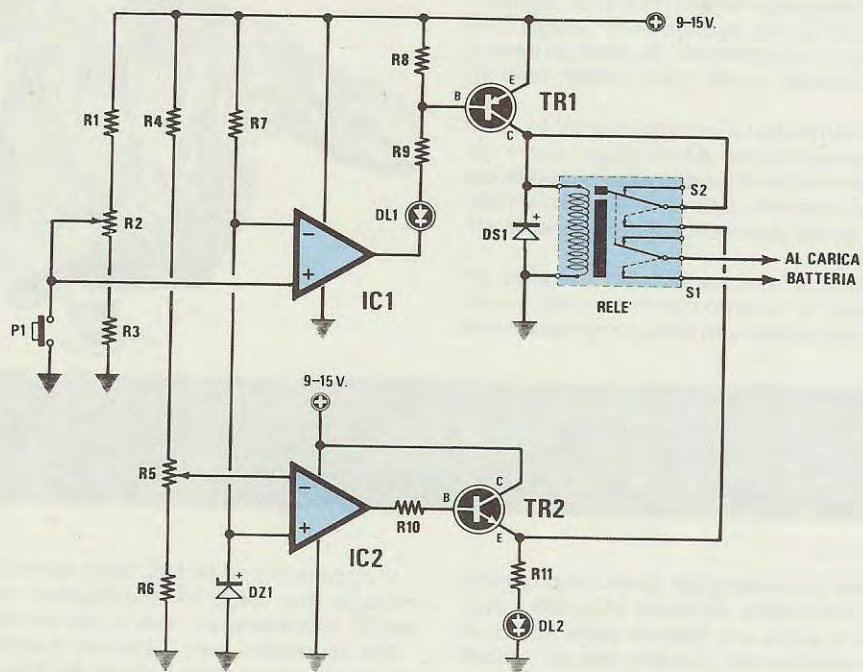 9–15 V.
R8
E
B
TR1
C
R1
R4
R7
R9
S2
DL1
R2
–
+
DS1
+
AL CARICA
BATTERIA
IC1
RELE'
S1
P1
R3
9–15 V.
R5
–
+
B
C
TR2
E
R10
IC2
R11
R6
+
DZ1
DL2